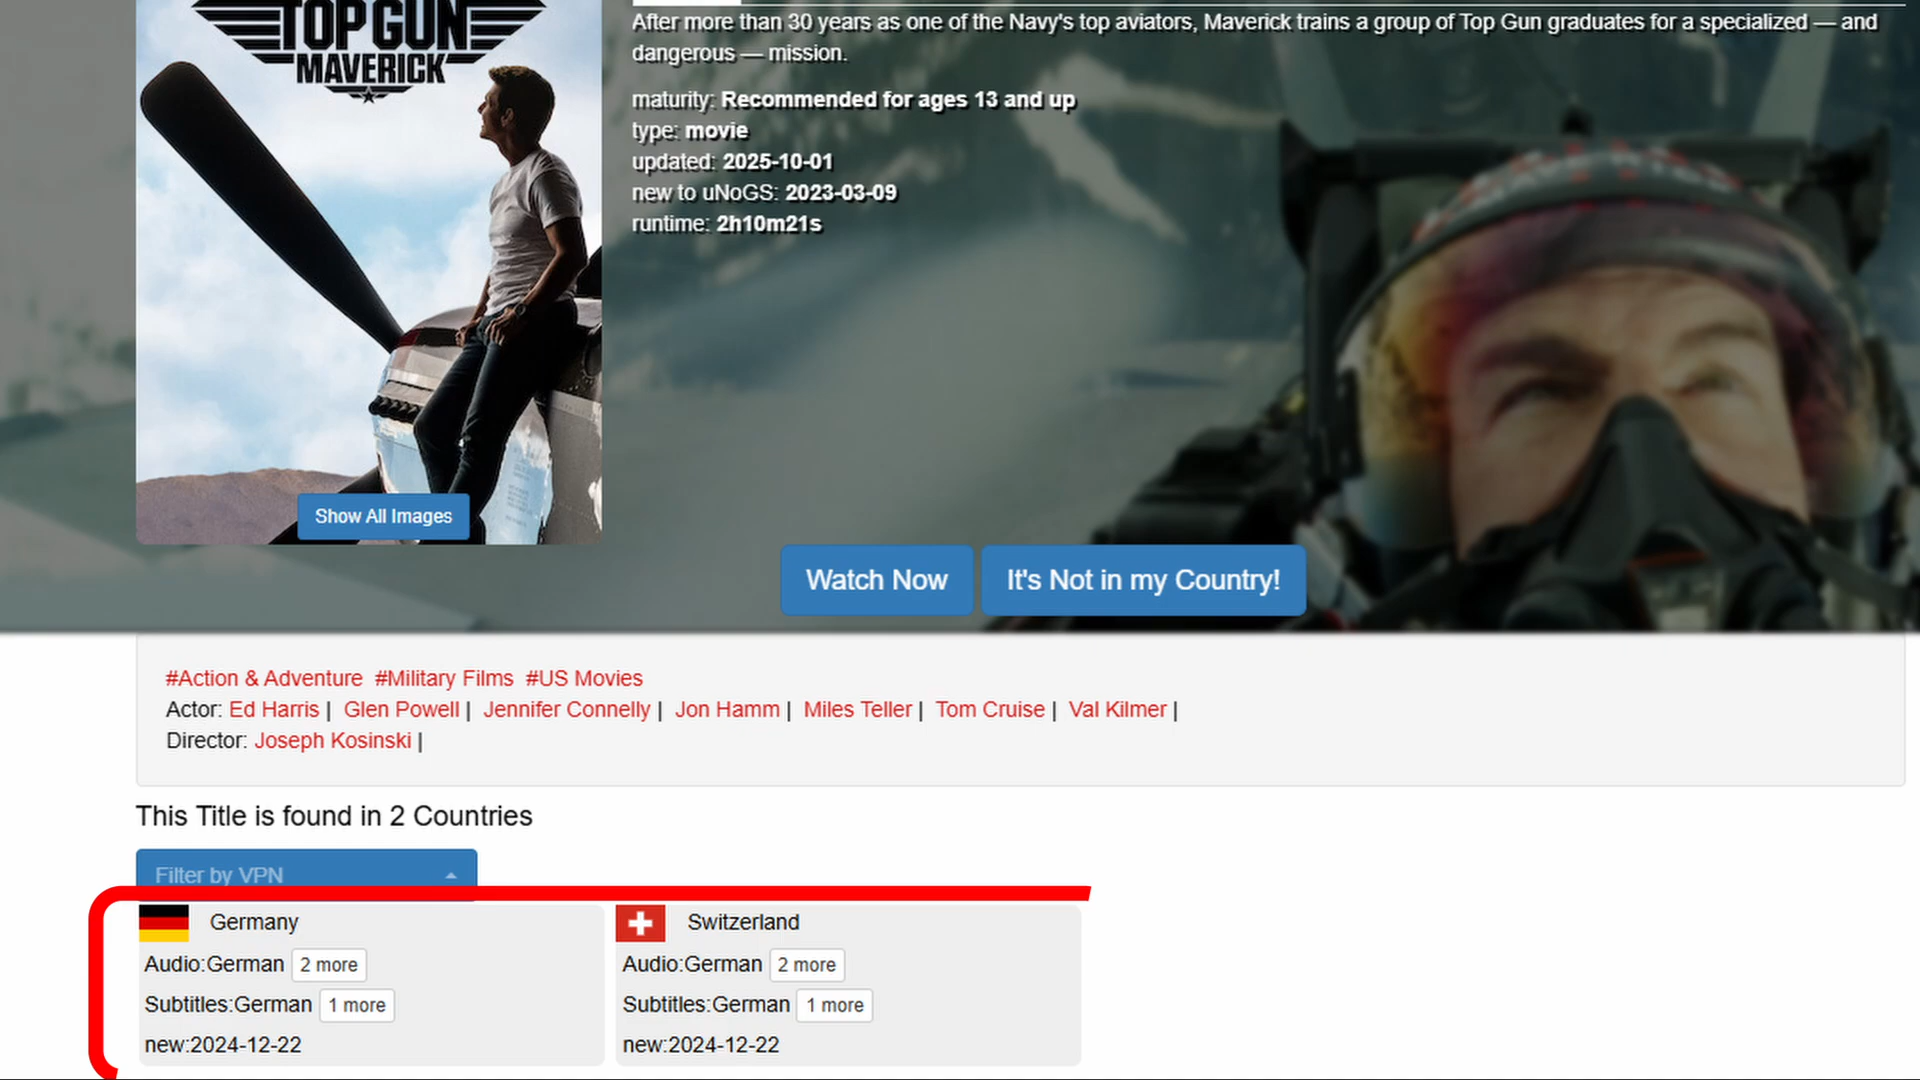 TOP GUN
MAVERICK
After more than 30 years as one of the Navy's top aviators, Maverick trains a group of Top Gun graduates for a specialized — and
dangerous — mission.
maturity: Recommended for ages 13 and up
type: movie
updated: 2025-10-01
new to uNoGS: 2023-03-09
runtime: 2h10m21s
Show All Images
Watch Now
It's Not in my Country!
#Action & Adventure #Military Films #US Movies
Actor: Ed Harris | Glen Powell | Jennifer Connelly | Jon Hamm | Miles Teller | Tom Cruise | Val Kilmer |
Director: Joseph Kosinski |
This Title is found in 2 Countries
Filter by VPN
Germany
Audio:German 2 more
Subtitles:German 1 more
new:2024-12-22
Switzerland
Audio:German 2 more
Subtitles:German 1 more
new:2024-12-22